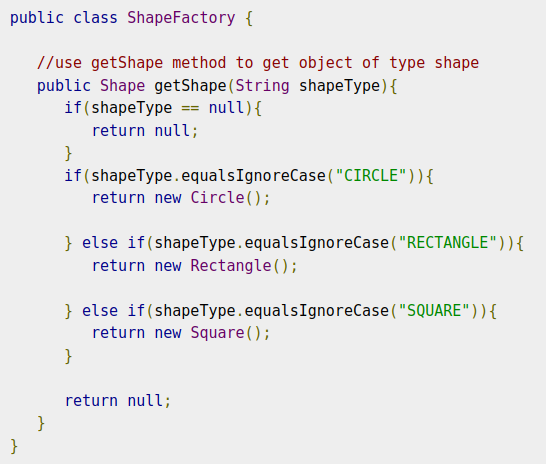 public class ShapeFactory {
//use getShape method to get object of type shape
public Shape getShape(String shapeType){
if(shapeType == null){
return null;
}
if(shapeType.equalsIgnoreCase("CIRCLE")){
return new Circle();
} else if(shapeType.equalsIgnoreCase("RECTANGLE")){
return new Rectangle();
} else if(shapeType.equalsIgnoreCase("SQUARE")){
return new Square();
}
return null;
}
}